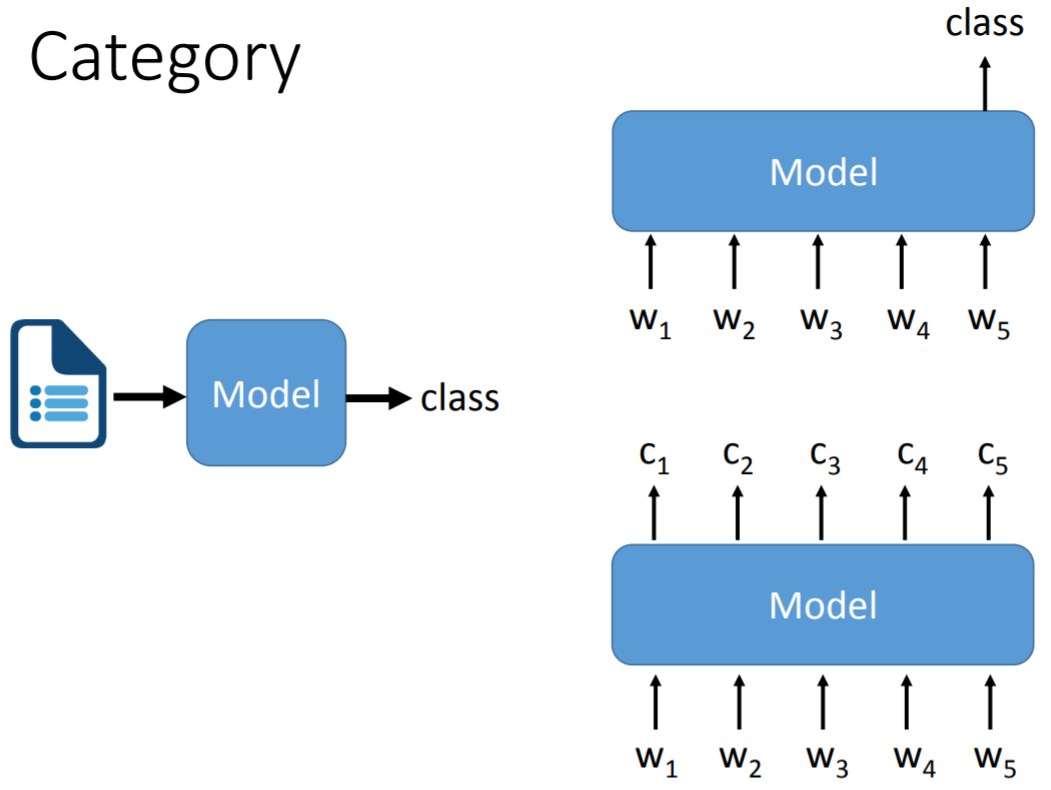 Category
class
Model
w₁ w₂ w₃ w₄ w₅
Model
class
c₁ c₂ c₃ c₄ c₅
Model
w₁ w₂ w₃ w₄ w₅